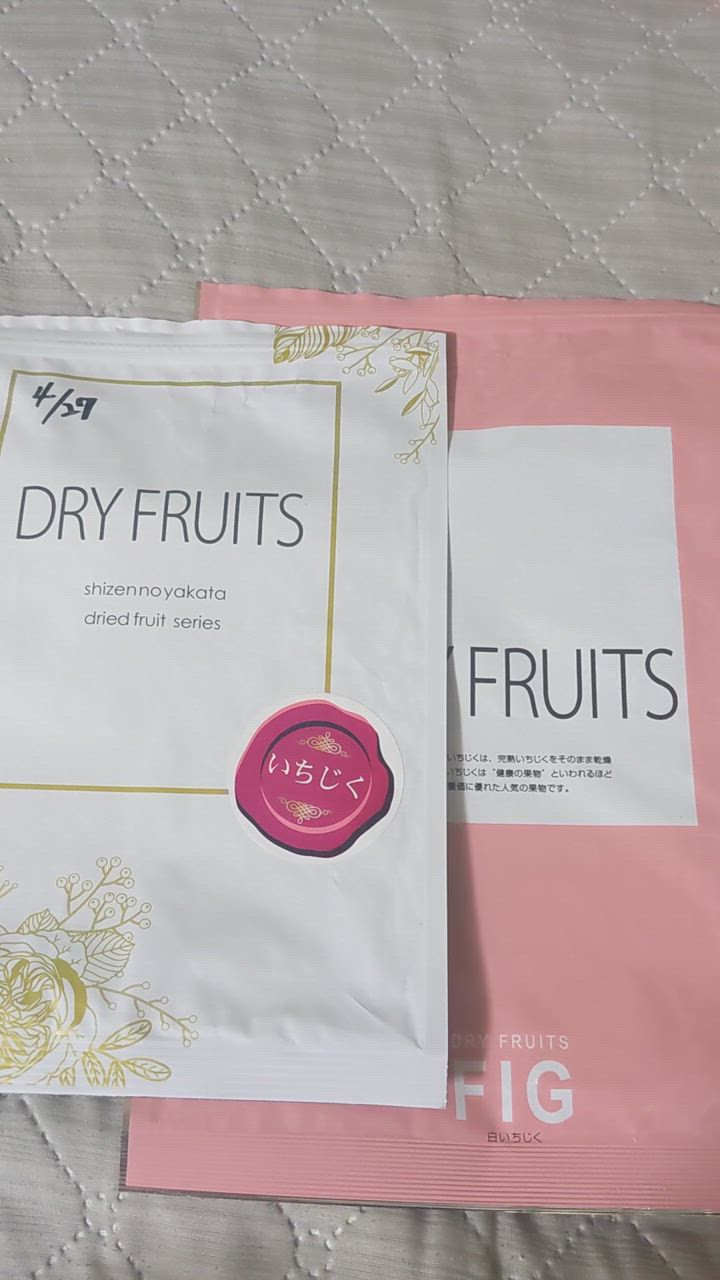 4/27
DRY FRUITS
shizennoyakata
dried fruit series
いちじく
FRUITS
いちじくは、完熟いちじくをそのまま乾燥
いちじくは"健康の果物"といわれるほど
価に優れた人気の果物です。
DRY FRUITS
FIG
白いちじく